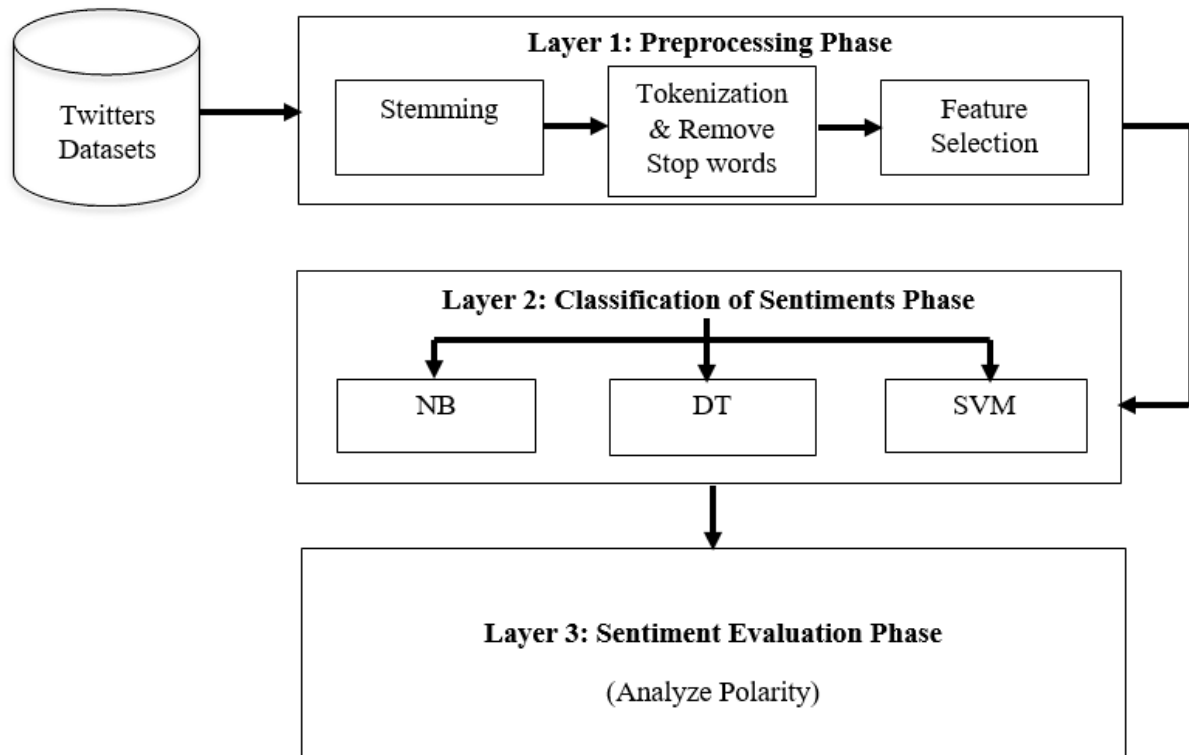 Twitters
Datasets
Layer 1: Preprocessing Phase
Stemming
Tokenization
& Remove
Stop words
Feature
Selection
Layer 2: Classification of Sentiments Phase
NB
DT
SVM
Layer 3: Sentiment Evaluation Phase
(Analyze Polarity)